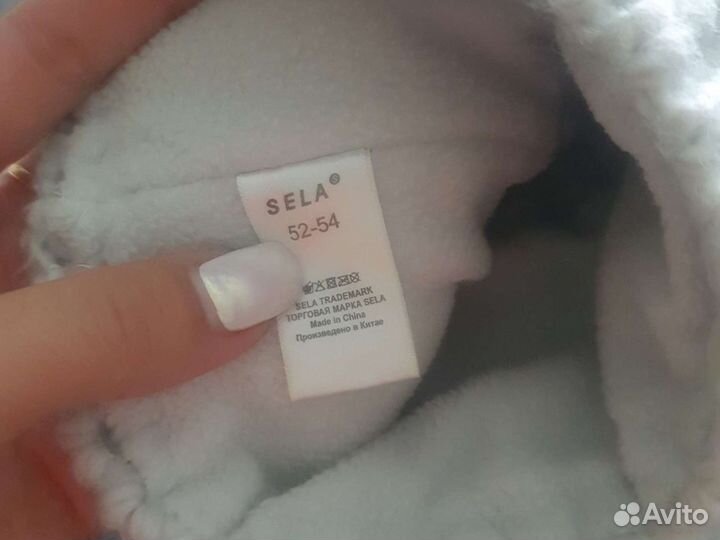 SELA®
52-54
SELA TRADEMARK
ТОРГОВАЯ МАРКА SELA
Made in China
Произведено в Китае
Avito